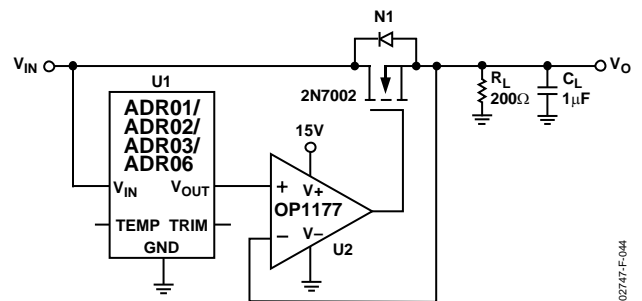 N1
VIN
VO
U1
RL
200Ω
CL
1µF
2N7002
ADR01/
ADR02/
ADR03/
ADR06
15V
VIN
VOUT
+
V+
OP1177
TEMP
TRIM
–
V–
GND
U2
02747-F-044